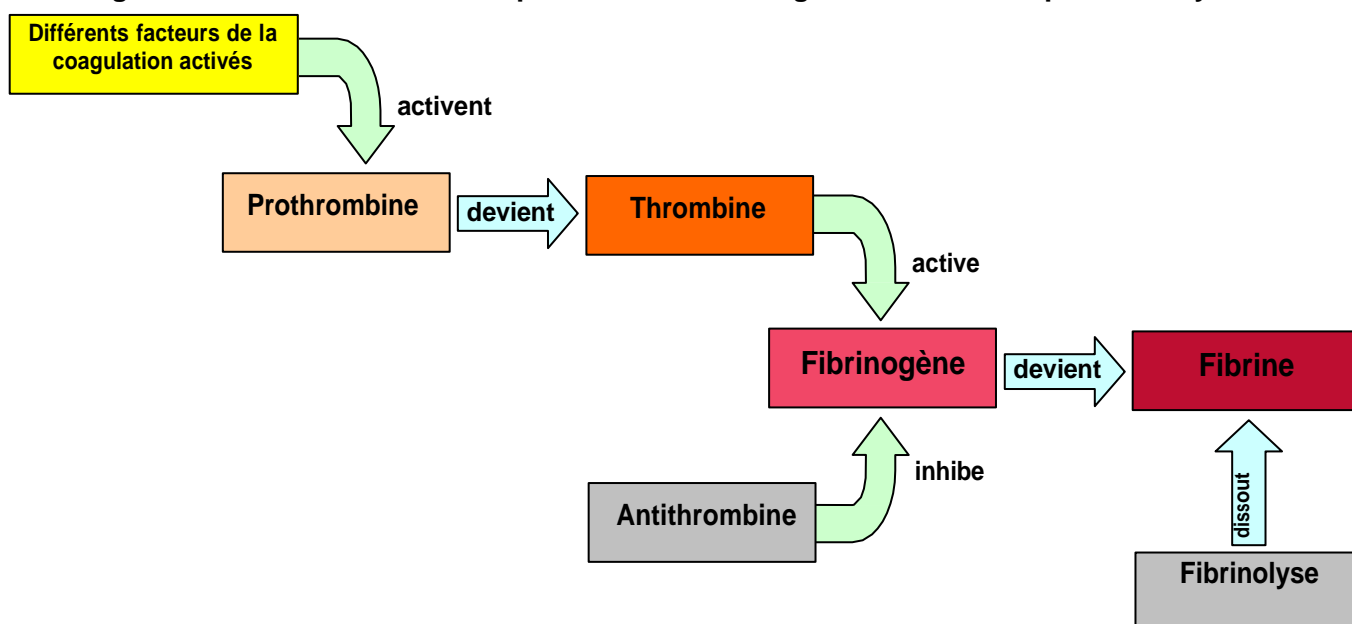 Différents facteurs de la
coagulation activés
activent
Prothrombine
devient
Thrombine
active
Fibrinogène
devient
Fibrine
inhibe
Antithrombine
dissout
Fibrinolyse